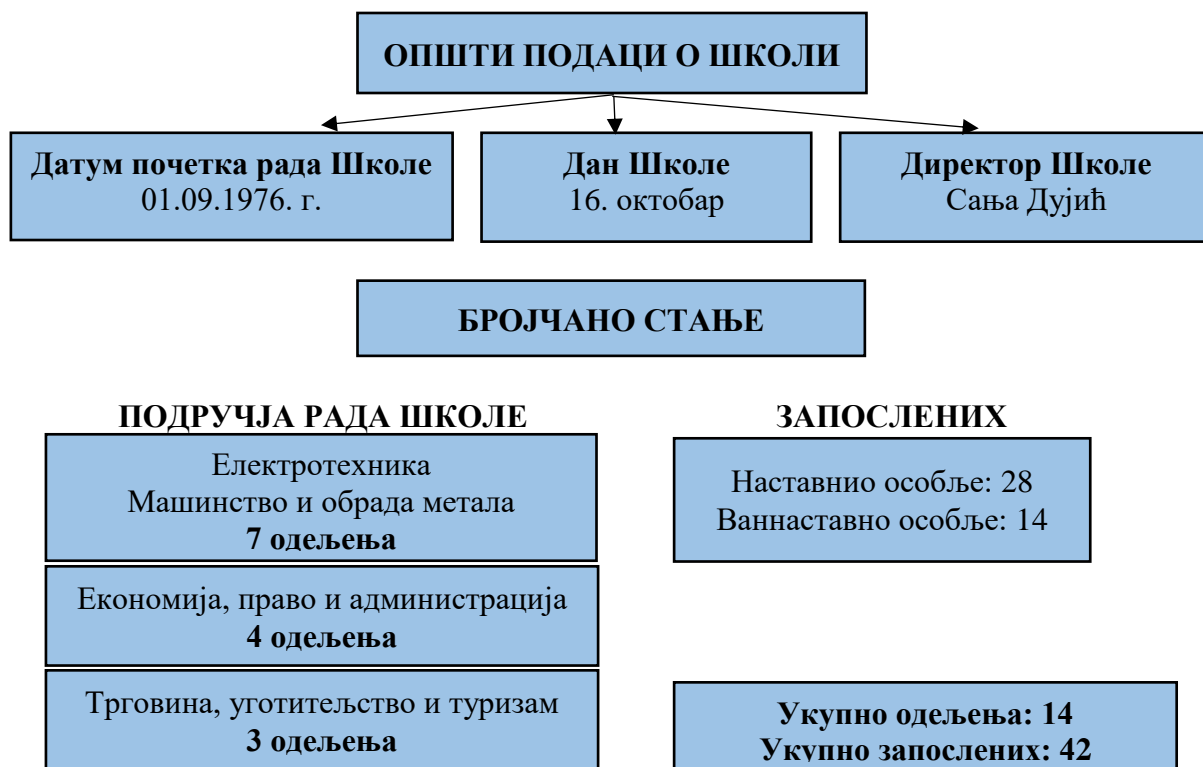 ОПШТИ ПОДАЦИ О ШКОЛИ
Датум почетка рада Школе
01.09.1976. г.
Дан Школе
16. октобар
Директор Школе
Сања Дујић
БРОЈЧАНО СТАЊЕ
ПОДРУЧЈА РАДА ШКОЛЕ
Електротехника
Машинство и обрада метала
7 одељења
Економија, право и администрација
4 одељења
Трговина, уготитељство и туризам
3 одељења
ЗАПОСЛЕНИХ
Наставнио особље: 28
Ваннаставно особље: 14
Укупно одељења: 14
Укупно запослених: 42